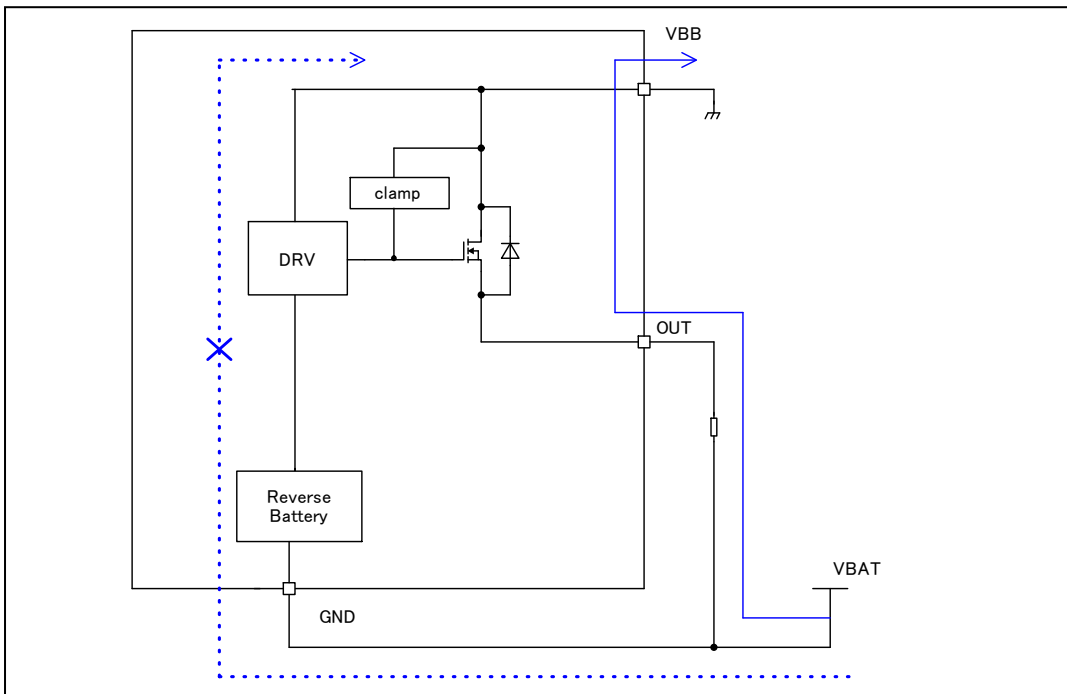 VBB
clamp
DRV
OUT
Reverse
Battery
VBAT
GND